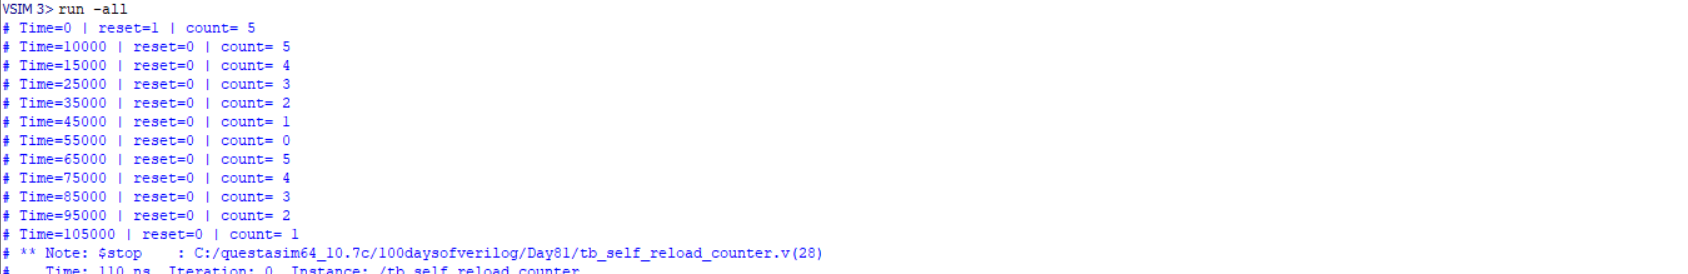 VSIM 3> run -all
# Time=0 | reset=1 | count= 5
# Time=10000 | reset=0 | count= 5
# Time=15000 | reset=0 | count= 4
# Time=25000 | reset=0 | count= 3
# Time=35000 | reset=0 | count= 2
# Time=45000 | reset=0 | count= 1
# Time=55000 | reset=0 | count= 0
# Time=65000 | reset=0 | count= 5
# Time=75000 | reset=0 | count= 4
# Time=85000 | reset=0 | count= 3
# Time=95000 | reset=0 | count= 2
# Time=105000 | reset=0 | count= 1
# ** Note: $stop    : C:/questasim64_10.7c/100daysofverilog/Day81/tb_self_reload_counter.v(28)
#    Time: 110 ns  Iteration: 0  Instance: /tb_self_reload_counter